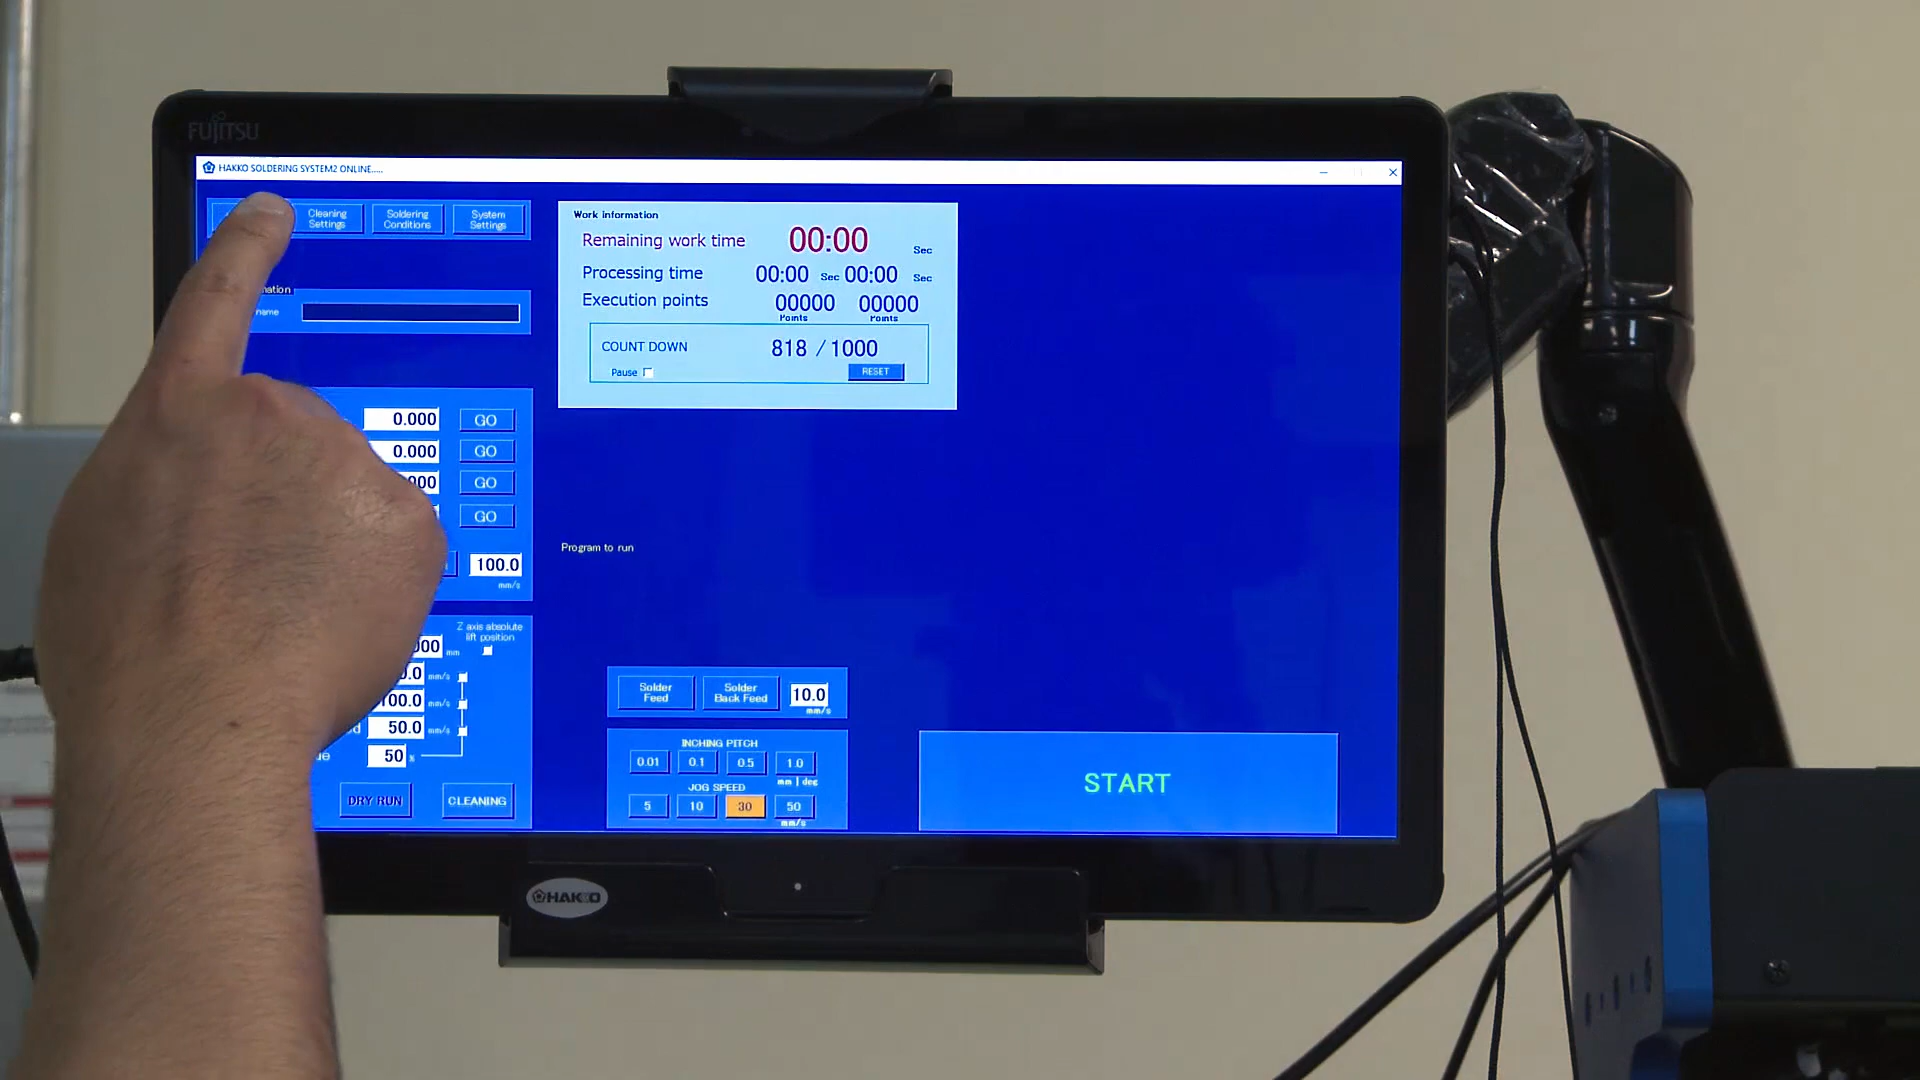 FUJITSU
HAKKO SOLDERING SYSTEM2 ONLINE.....
Cleaning Settings
Soldering Conditions
System Settings
name
Work information
Remaining work time 00:00 Sec
Processing time 00:00 Sec 00:00 Sec
Execution points 00000 Points 00000 Points
COUNT DOWN 818 / 1000
Pause RESET
0.000 GO
0.000 GO
GO
GO
100.0
mm/s
Program to run
Z axis absolute
lift position
mm
mm/s
100.0 mm/s
50.0 mm/s
50 %
DRY RUN CLEANING
Solder Feed
Solder Back Feed
10.0
mm/s
INCHING PITCH
0.01 0.1 0.5 1.0
mm | deg
JOG SPEED
5 10 30 50
mm/s
START
HAKKO